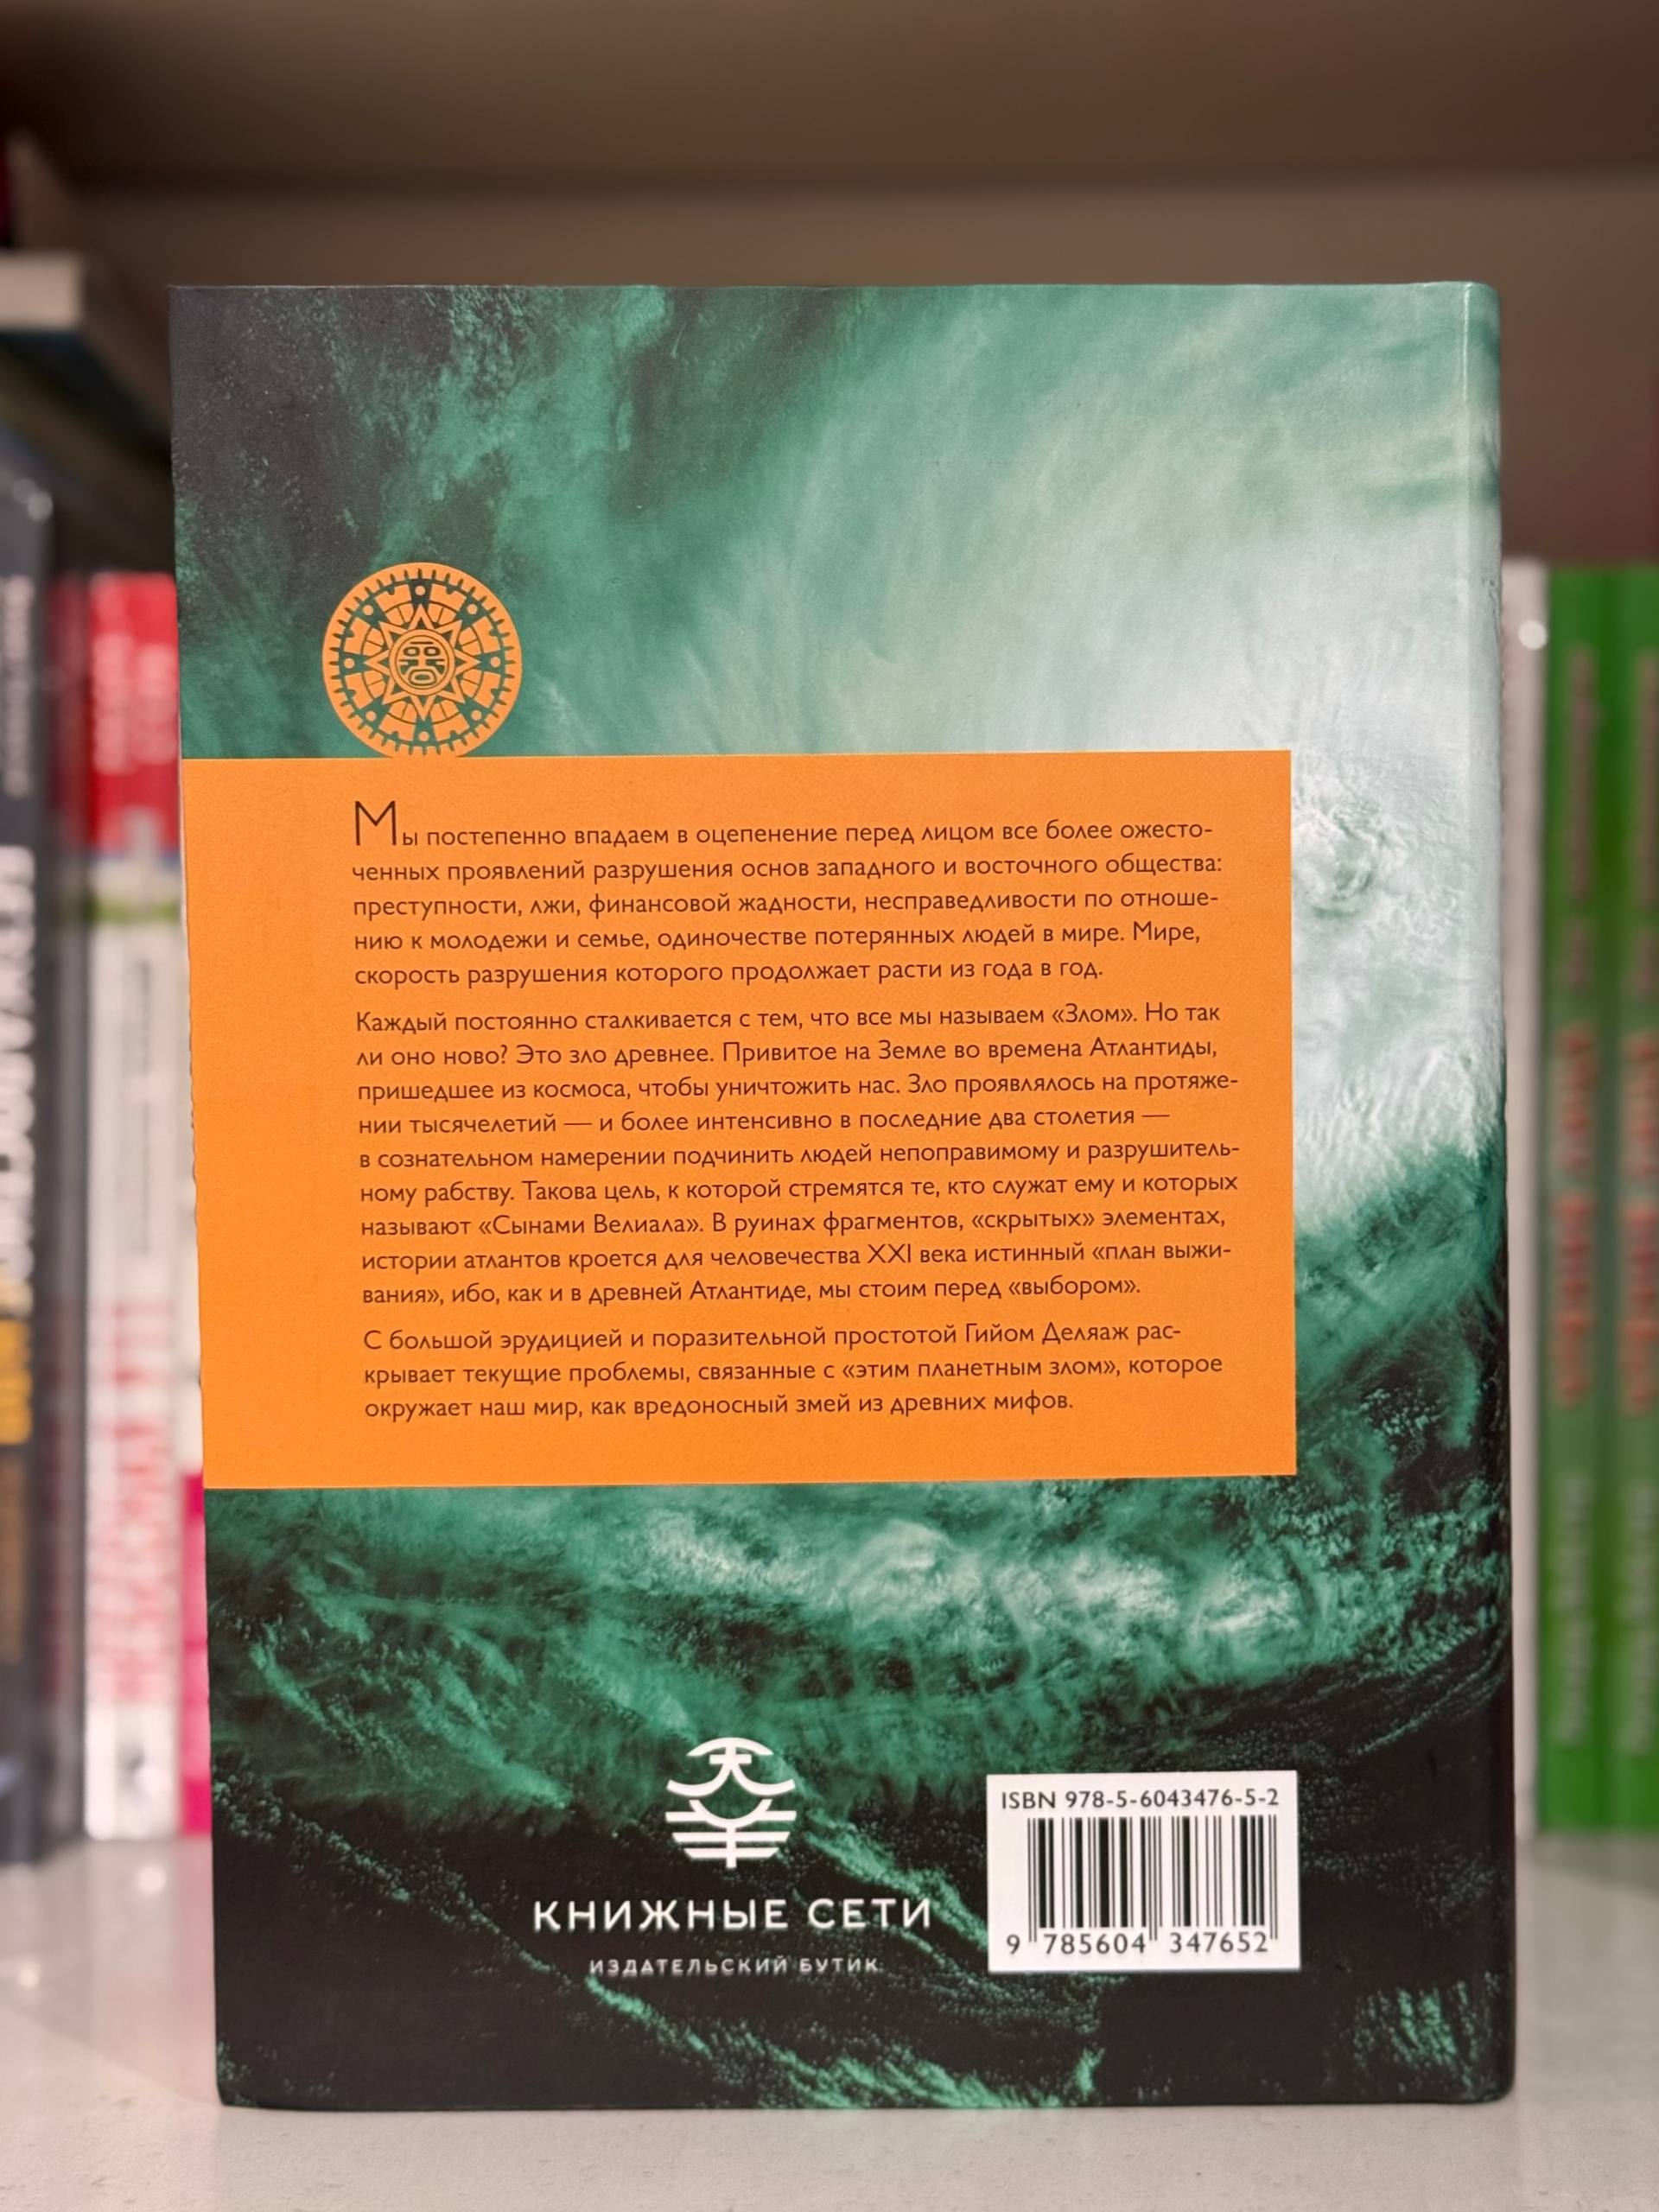 Мы постепенно впадаем в оцепенение перед лицом все более ожесто-
ченных проявлений разрушения основ западного и восточного общества:
преступности, лжи, финансовой жадности, несправедливости по отноше-
нию к молодежи и семье, одиночестве потерянных людей в мире. Мире,
скорость разрушения которого продолжает расти из года в год.
Каждый постоянно сталкивается с тем, что все мы называем «Злом». Но так
ли оно ново? Это зло древнее. Привитое на Земле во времена Атлантиды,
пришедшее из космоса, чтобы уничтожить нас. Зло проявлялось на протяже-
нии тысячелетий — и более интенсивно в последние два столетия —
в сознательном намерении подчинить людей непоправимому и разрушитель-
ному рабству. Такова цель, к которой стремятся те, кто служат ему и которых
называют «Сынами Велиала». В руинах фрагментов, «скрытых» элементах,
истории атлантов кроется для человечества XXI века истинный «план выжи-
вания», ибо, как и в древней Атлантиде, мы стоим перед «выбором».
С большой эрудицией и поразительной простотой Гийом Деляаж рас-
крывает текущие проблемы, связанные с «этим планетным злом», которое
окружает наш мир, как вредоносный змей из древних мифов.
КНИЖНЫЕ СЕТИ
ИЗДАТЕЛЬСКИЙ БУТИК
ISBN 978-5-6043476-5-2
9 785604 347652